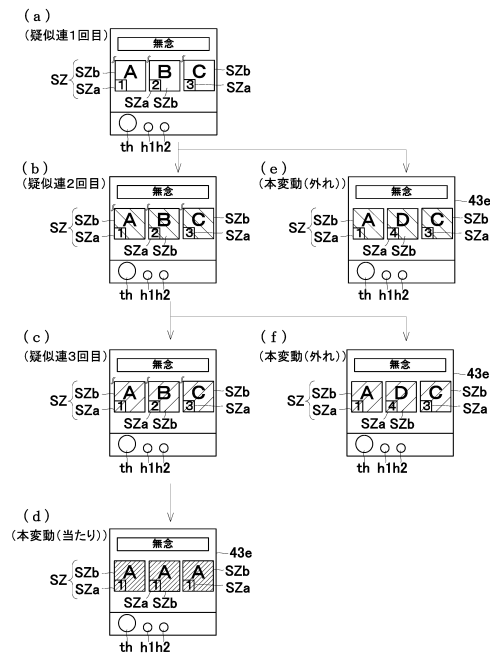 (a)
(疑似連1回目)
無念
SZ SZb SZa
A B C
1 2 3
SZb
SZa
SZa SZb
th h1h2
(b)
(疑似連2回目)
無念
SZ SZb SZa
A B C
1 2 3
SZb
SZa
SZa SZb
th h1h2
(e)
(本変動(外れ))
無念
43e
SZ SZb SZa
A D C
1 4 3
SZb
SZa
SZa SZb
th h1h2
(c)
(疑似連3回目)
無念
SZ SZb SZa
A B C
1 2 3
SZb
SZa
SZa SZb
th h1h2
(f)
(本変動(外れ))
無念
43e
SZ SZb SZa
A D C
1 4 3
SZb
SZa
SZa SZb
th h1h2
(d)
(本変動(当たり))
無念
43e
SZ SZb SZa
A A A
1 1 1
SZb
SZa
SZa SZb
th h1h2